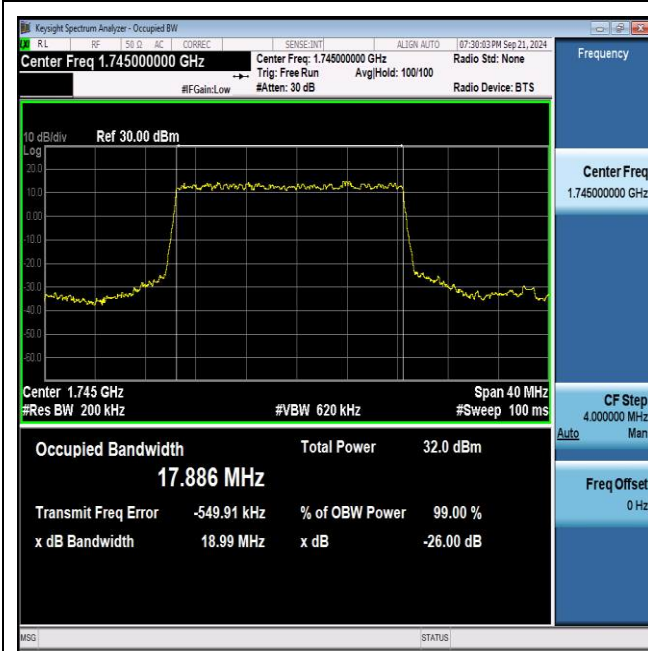 Keysight Spectrum Analyzer - Occupied BW
RL RF 50 Ω AC CORREC SENSE:INT ALIGN AUTO 07:30:03 PM Sep 21, 2024
Center Freq 1.745000000 GHz
Center Freq: 1.745000000 GHz
Radio Std: None
Trig: Free Run Avg|Hold: 100/100
#IFGain:Low
#Atten: 30 dB
Radio Device: BTS
10 dB/div Ref 30.00 dBm
Log
20.0
10.0
0.00
-10.0
-20.0
-30.0
-40.0
-50.0
-60.0
Center 1.745 GHz Span 40 MHz
#Res BW 200 kHz #VBW 620 kHz #Sweep 100 ms
Occupied Bandwidth Total Power 32.0 dBm
17.886 MHz
Transmit Freq Error -549.91 kHz % of OBW Power 99.00 %
x dB Bandwidth 18.99 MHz x dB -26.00 dB
MSG STATUS
Frequency
Center Freq
1.745000000 GHz
CF Step
4.000000 MHz
Auto Man
Freq Offset
0 Hz